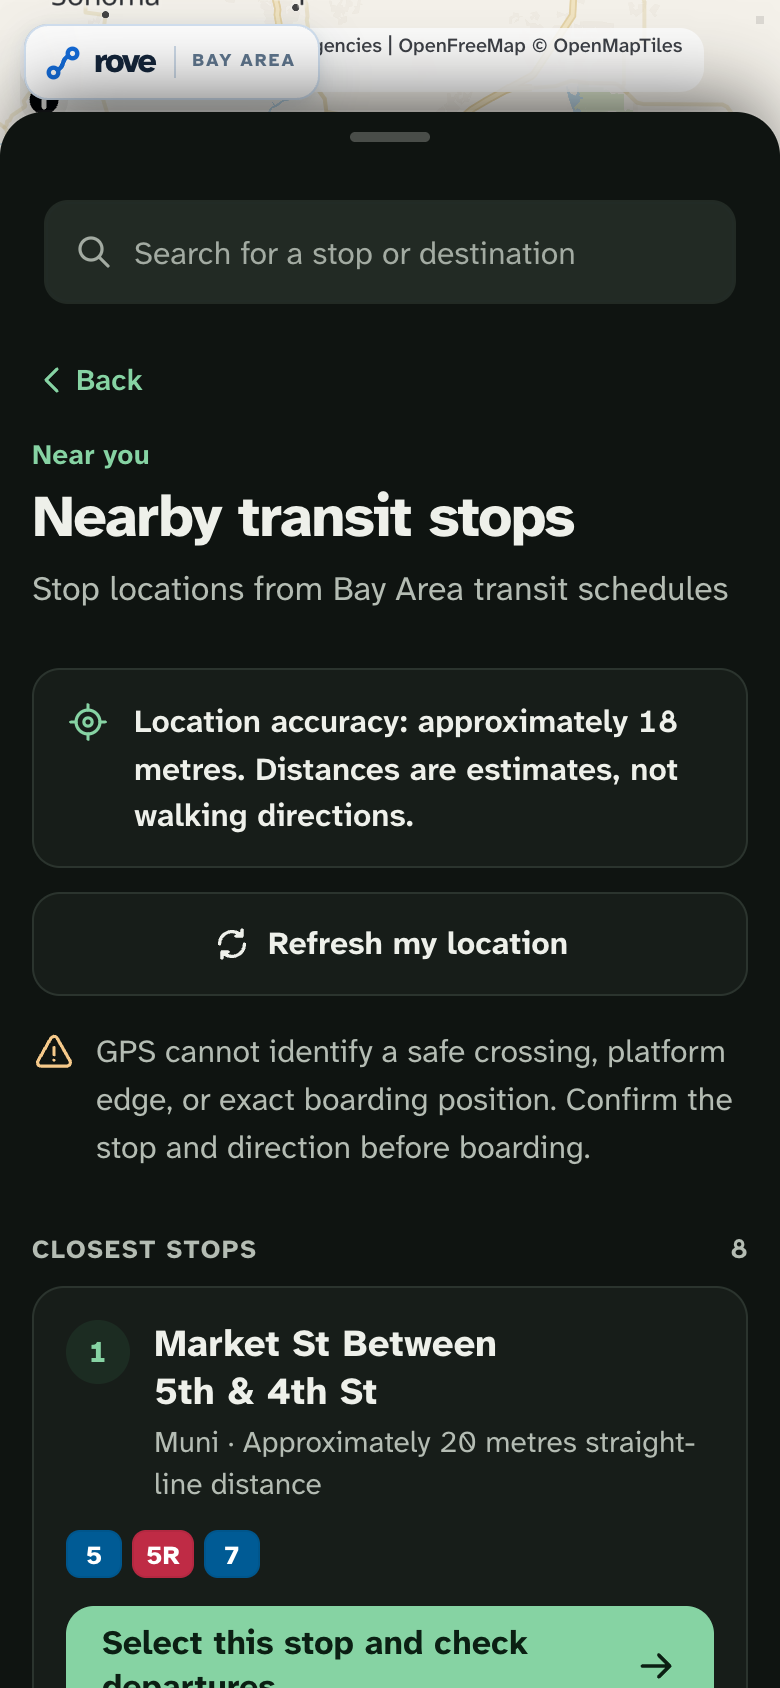 rove BAY AREA
| OpenFreeMap © OpenMapTiles
Search for a stop or destination
Back
Near you
Nearby transit stops
Stop locations from Bay Area transit schedules
Location accuracy: approximately 18
metres. Distances are estimates, not
walking directions.
Refresh my location
GPS cannot identify a safe crossing, platform
edge, or exact boarding position. Confirm the
stop and direction before boarding.
CLOSEST STOPS 8
1 Market St Between
5th & 4th St
Muni · Approximately 20 metres straight-
line distance
5 5R 7
Select this stop and check
departures